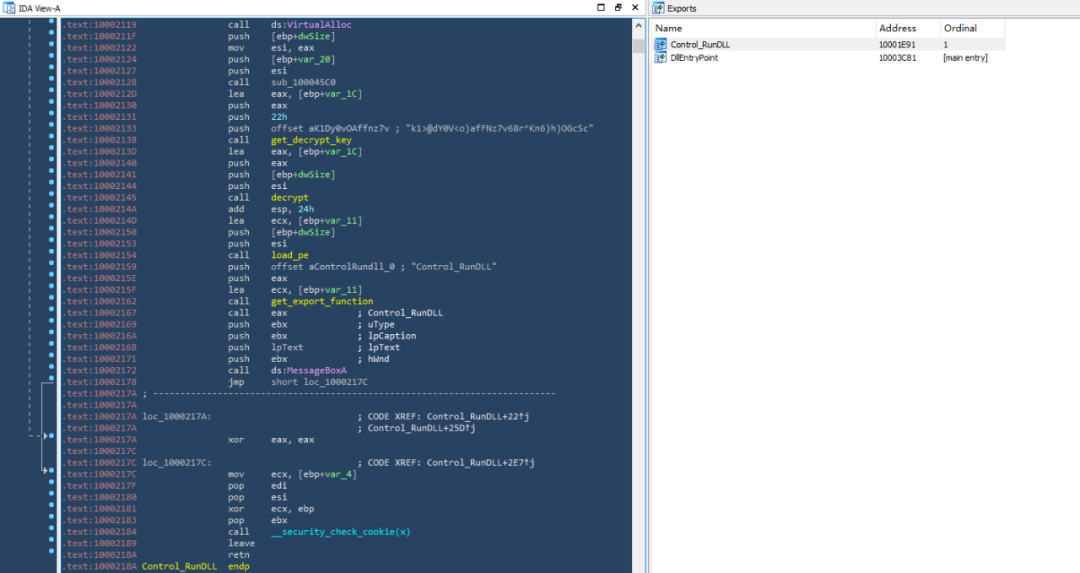 IDA View-A
.text:10002119 call ds:VirtualAlloc
.text:1000211F push [ebp+dwSize]
.text:10002122 mov esi, eax
.text:10002124 push [ebp+var_20]
.text:10002127 push esi
.text:10002128 call sub_100045C0
.text:1000212D lea eax, [ebp+var_1C]
.text:10002130 push eax
.text:10002131 push 22h
.text:10002133 push offset aK1Dy0vOAffnz7v ; "k1>@dY0V<o)afFNz7v68r^Kn6)h)OGcSc"
.text:10002138 call get_decrypt_key
.text:1000213D lea eax, [ebp+var_1C]
.text:10002140 push eax
.text:10002141 push [ebp+dwSize]
.text:10002144 push esi
.text:10002145 call decrypt
.text:1000214A add esp, 24h
.text:1000214D lea ecx, [ebp+var_11]
.text:10002150 push [ebp+dwSize]
.text:10002153 push esi
.text:10002154 call load_pe
.text:10002159 push offset aControlRundll_0 ; "Control_RunDLL"
.text:1000215E push eax
.text:1000215F lea ecx, [ebp+var_11]
.text:10002162 call get_export_function
.text:10002167 call eax ; Control_RunDLL
.text:10002169 push ebx ; uType
.text:1000216A push ebx ; lpCaption
.text:1000216B push lpText ; lpText
.text:10002171 push ebx ; hWnd
.text:10002172 call ds:MessageBoxA
.text:10002178 jmp short loc_1000217C
.text:1000217A ; ---------------------------------------------------------------------------
.text:1000217A
.text:1000217A loc_1000217A: ; CODE XREF: Control_RunDLL+22↑j
.text:1000217A ; Control_RunDLL+25D↑j
.text:1000217A xor eax, eax
.text:1000217C
.text:1000217C loc_1000217C: ; CODE XREF: Control_RunDLL+2E7↑j
.text:1000217C mov ecx, [ebp+var_4]
.text:1000217F pop edi
.text:10002180 pop esi
.text:10002181 xor ecx, ebp
.text:10002183 pop ebx
.text:10002184 call __security_check_cookie(x)
.text:10002189 leave
.text:1000218A retn
.text:1000218A Control_RunDLL endp
Exports
Name Address Ordinal
Control_RunDLL 10001E91 1
DllEntryPoint 10003C81 [main entry]